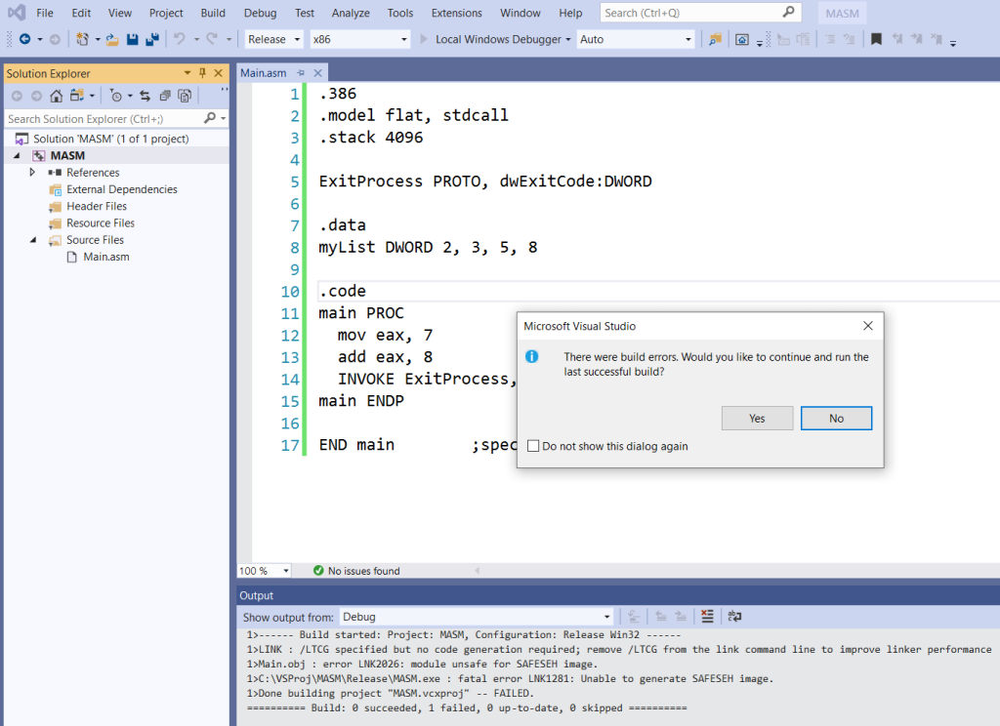 File Edit View Project Build Debug Test Analyze Tools Extensions Window Help Search (Ctrl+Q) MASM
Release x86 Local Windows Debugger Auto
Solution Explorer
Search Solution Explorer (Ctrl+;)
Solution 'MASM' (1 of 1 project)
MASM
References
External Dependencies
Header Files
Resource Files
Source Files
Main.asm
Main.asm
1 .386
2 .model flat, stdcall
3 .stack 4096
4
5 ExitProcess PROTO, dwExitCode:DWORD
6
7 .data
8 myList DWORD 2, 3, 5, 8
9
10 .code
11 main PROC
12 mov eax, 7
13 add eax, 8
14 INVOKE ExitProcess,
15 main ENDP
16
17 END main ;spec
Microsoft Visual Studio
There were build errors. Would you like to continue and run the
last successful build?
Yes No
Do not show this dialog again
100 % No issues found
Output
Show output from: Debug
1>------ Build started: Project: MASM, Configuration: Release Win32 ------
1>LINK : /LTCG specified but no code generation required; remove /LTCG from the link command line to improve linker performance
1>Main.obj : error LNK2026: module unsafe for SAFESEH image.
1>C:\VSProj\MASM\Release\MASM.exe : fatal error LNK1281: Unable to generate SAFESEH image.
1>Done building project "MASM.vcxproj" -- FAILED.
========== Build: 0 succeeded, 1 failed, 0 up-to-date, 0 skipped ==========